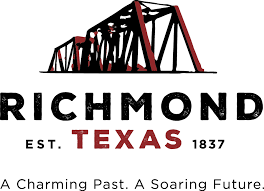 RICHMOND
EST. TEXAS 1837
A Charming Past. A Soaring Future.